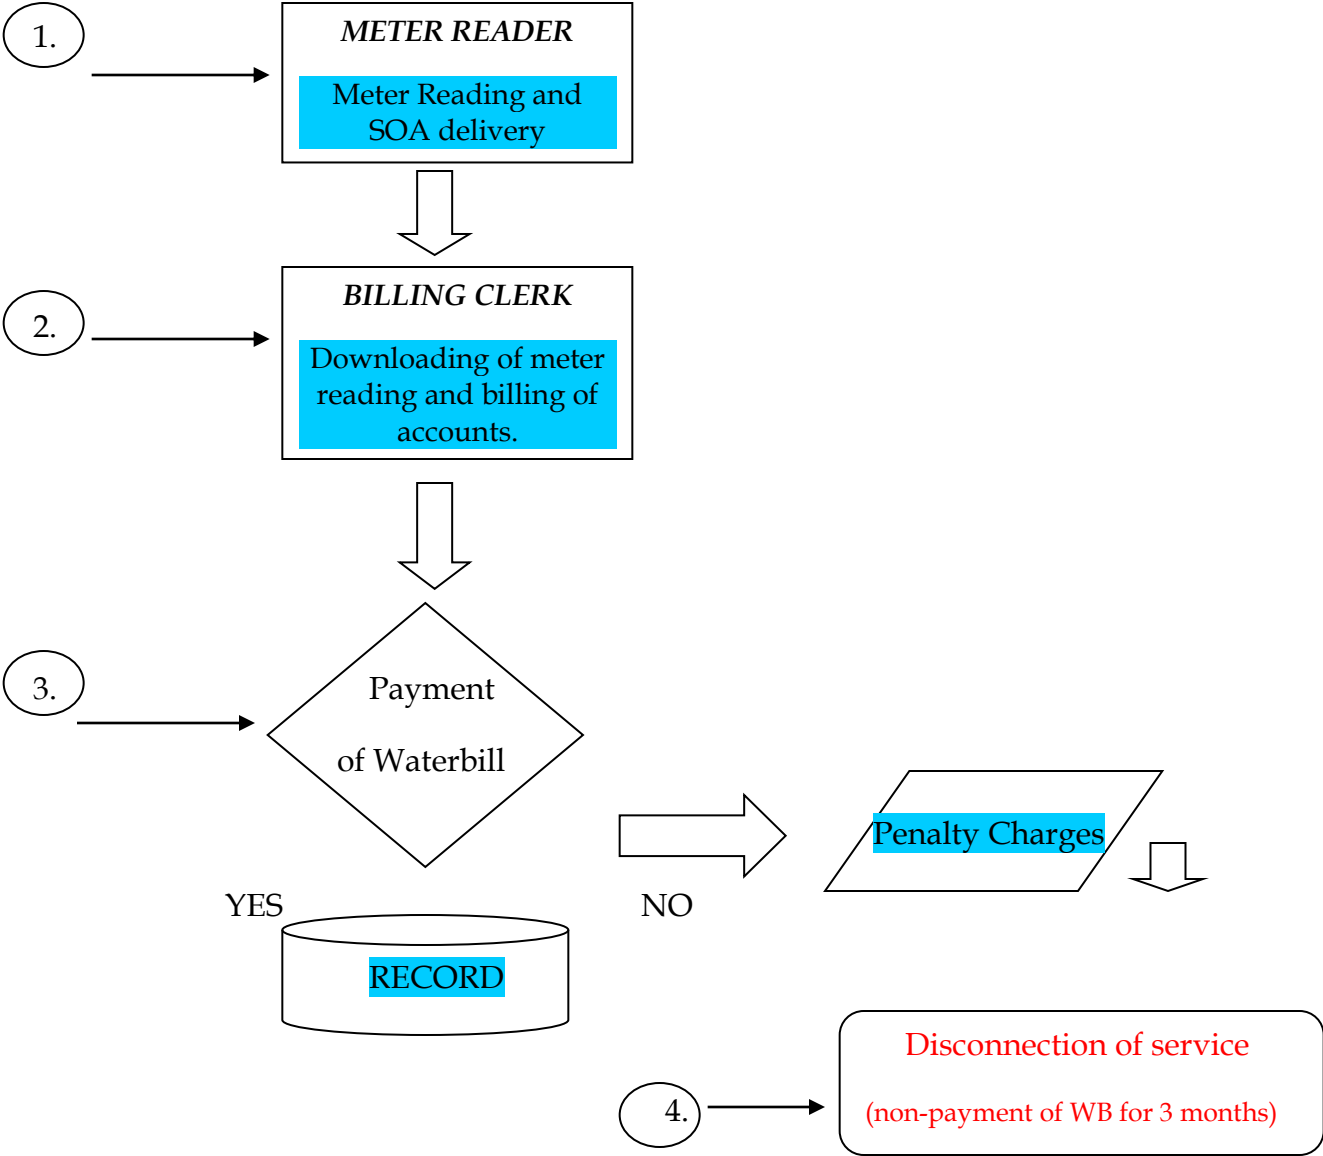 1.
METER READER
Meter Reading and
SOA delivery
2.
BILLING CLERK
Downloading of meter
reading and billing of
accounts.
3.
Payment
of Waterbill
Penalty Charges
YES
NO
RECORD
Disconnection of service
4.
(non-payment of WB for 3 months)